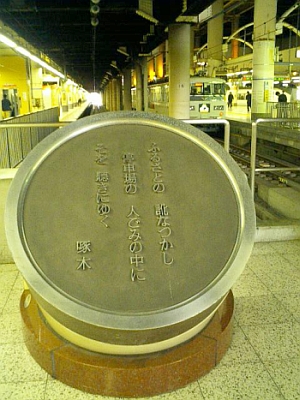 ふるさとの 訛なつかし
停車場の 人ごみの中に
そを 聴きにゆく
啄木